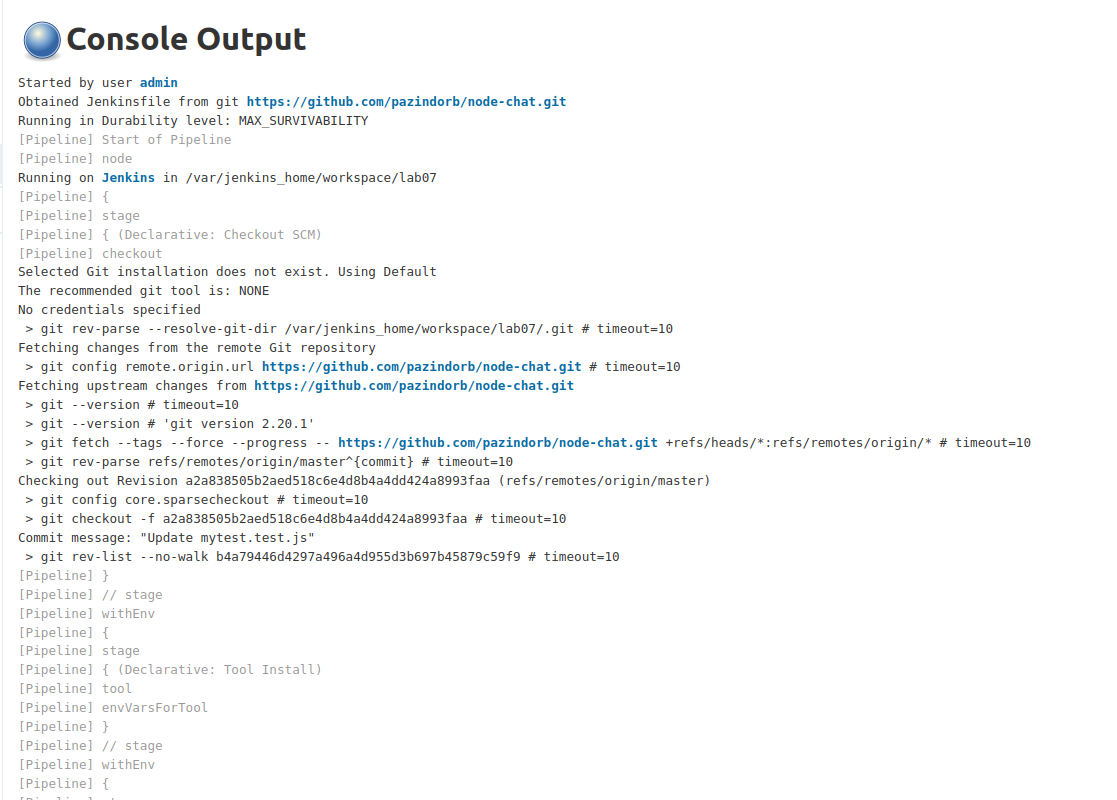 Console Output
Started by user admin
Obtained Jenkinsfile from git https://github.com/pazindorb/node-chat.git
Running in Durability level: MAX_SURVIVABILITY
[Pipeline] Start of Pipeline
[Pipeline] node
Running on Jenkins in /var/jenkins_home/workspace/lab07
[Pipeline] {
[Pipeline] stage
[Pipeline] { (Declarative: Checkout SCM)
[Pipeline] checkout
Selected Git installation does not exist. Using Default
The recommended git tool is: NONE
No credentials specified
 > git rev-parse --resolve-git-dir /var/jenkins_home/workspace/lab07/.git # timeout=10
Fetching changes from the remote Git repository
 > git config remote.origin.url https://github.com/pazindorb/node-chat.git # timeout=10
Fetching upstream changes from https://github.com/pazindorb/node-chat.git
 > git --version # timeout=10
 > git --version # 'git version 2.20.1'
 > git fetch --tags --force --progress -- https://github.com/pazindorb/node-chat.git +refs/heads/*:refs/remotes/origin/* # timeout=10
 > git rev-parse refs/remotes/origin/master^{commit} # timeout=10
Checking out Revision a2a838505b2aed518c6e4d8b4a4dd424a8993faa (refs/remotes/origin/master)
 > git config core.sparsecheckout # timeout=10
 > git checkout -f a2a838505b2aed518c6e4d8b4a4dd424a8993faa # timeout=10
Commit message: "Update mytest.test.js"
 > git rev-list --no-walk b4a79446d4297a496a4d955d3b697b45879c59f9 # timeout=10
[Pipeline] }
[Pipeline] // stage
[Pipeline] withEnv
[Pipeline] {
[Pipeline] stage
[Pipeline] { (Declarative: Tool Install)
[Pipeline] tool
[Pipeline] envVarsForTool
[Pipeline] }
[Pipeline] // stage
[Pipeline] withEnv
[Pipeline] {